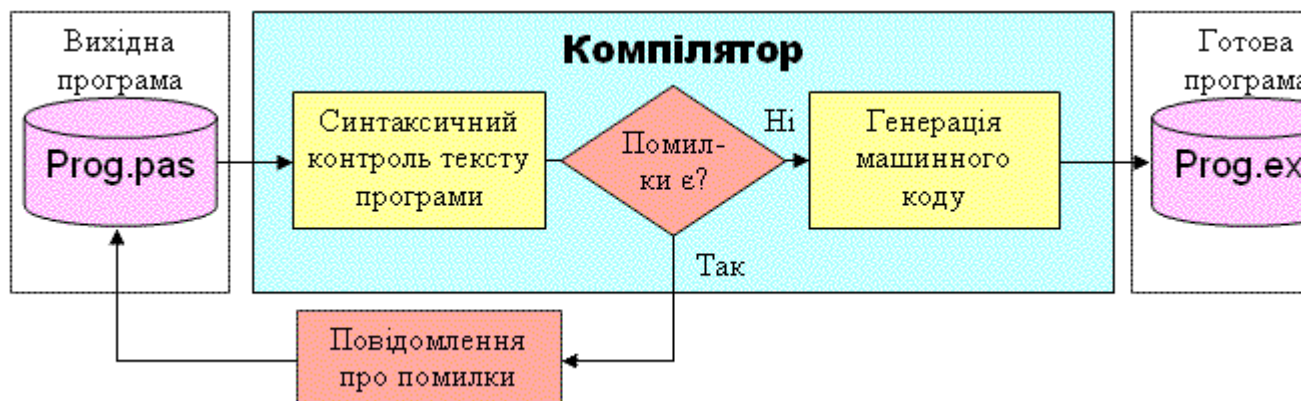 Вихідна
програма
Prog.pas
Компілятор
Синтаксичний
контроль тексту
програми
Помил-
ки є?
Ні
Так
Генерація
машинного
коду
Готова
програма
Prog.ex
Повідомлення
про помилки